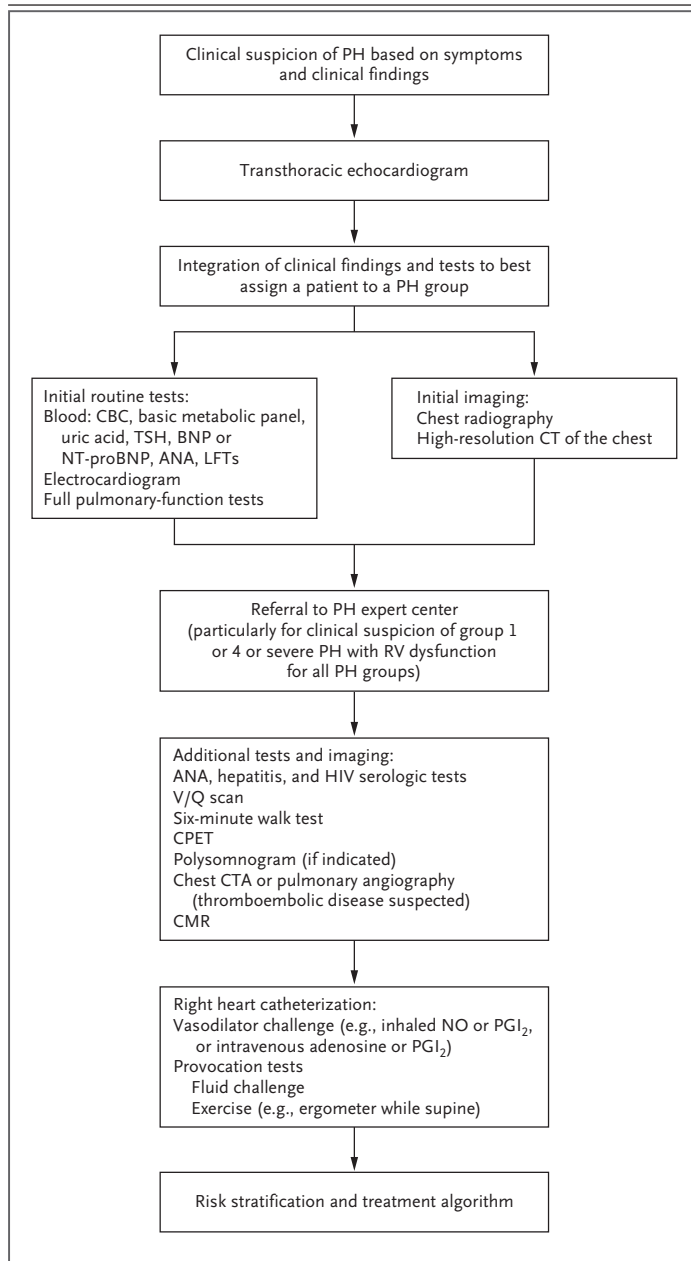 Clinical suspicion of PH based on symptoms
and clinical findings
Transthoracic echocardiogram
Integration of clinical findings and tests to best
assign a patient to a PH group
Initial routine tests:
Blood: CBC, basic metabolic panel,
uric acid, TSH, BNP or
NT-proBNP, ANA, LFTs
Electrocardiogram
Full pulmonary-function tests
Initial imaging:
Chest radiography
High-resolution CT of the chest
Referral to PH expert center
(particularly for clinical suspicion of group 1
or 4 or severe PH with RV dysfunction
for all PH groups)
Additional tests and imaging:
ANA, hepatitis, and HIV serologic tests
V/Q scan
Six-minute walk test
CPET
Polysomnogram (if indicated)
Chest CTA or pulmonary angiography
(thromboembolic disease suspected)
CMR
Right heart catheterization:
Vasodilator challenge (e.g., inhaled NO or PGI₂,
or intravenous adenosine or PGI₂)
Provocation tests
Fluid challenge
Exercise (e.g., ergometer while supine)
Risk stratification and treatment algorithm